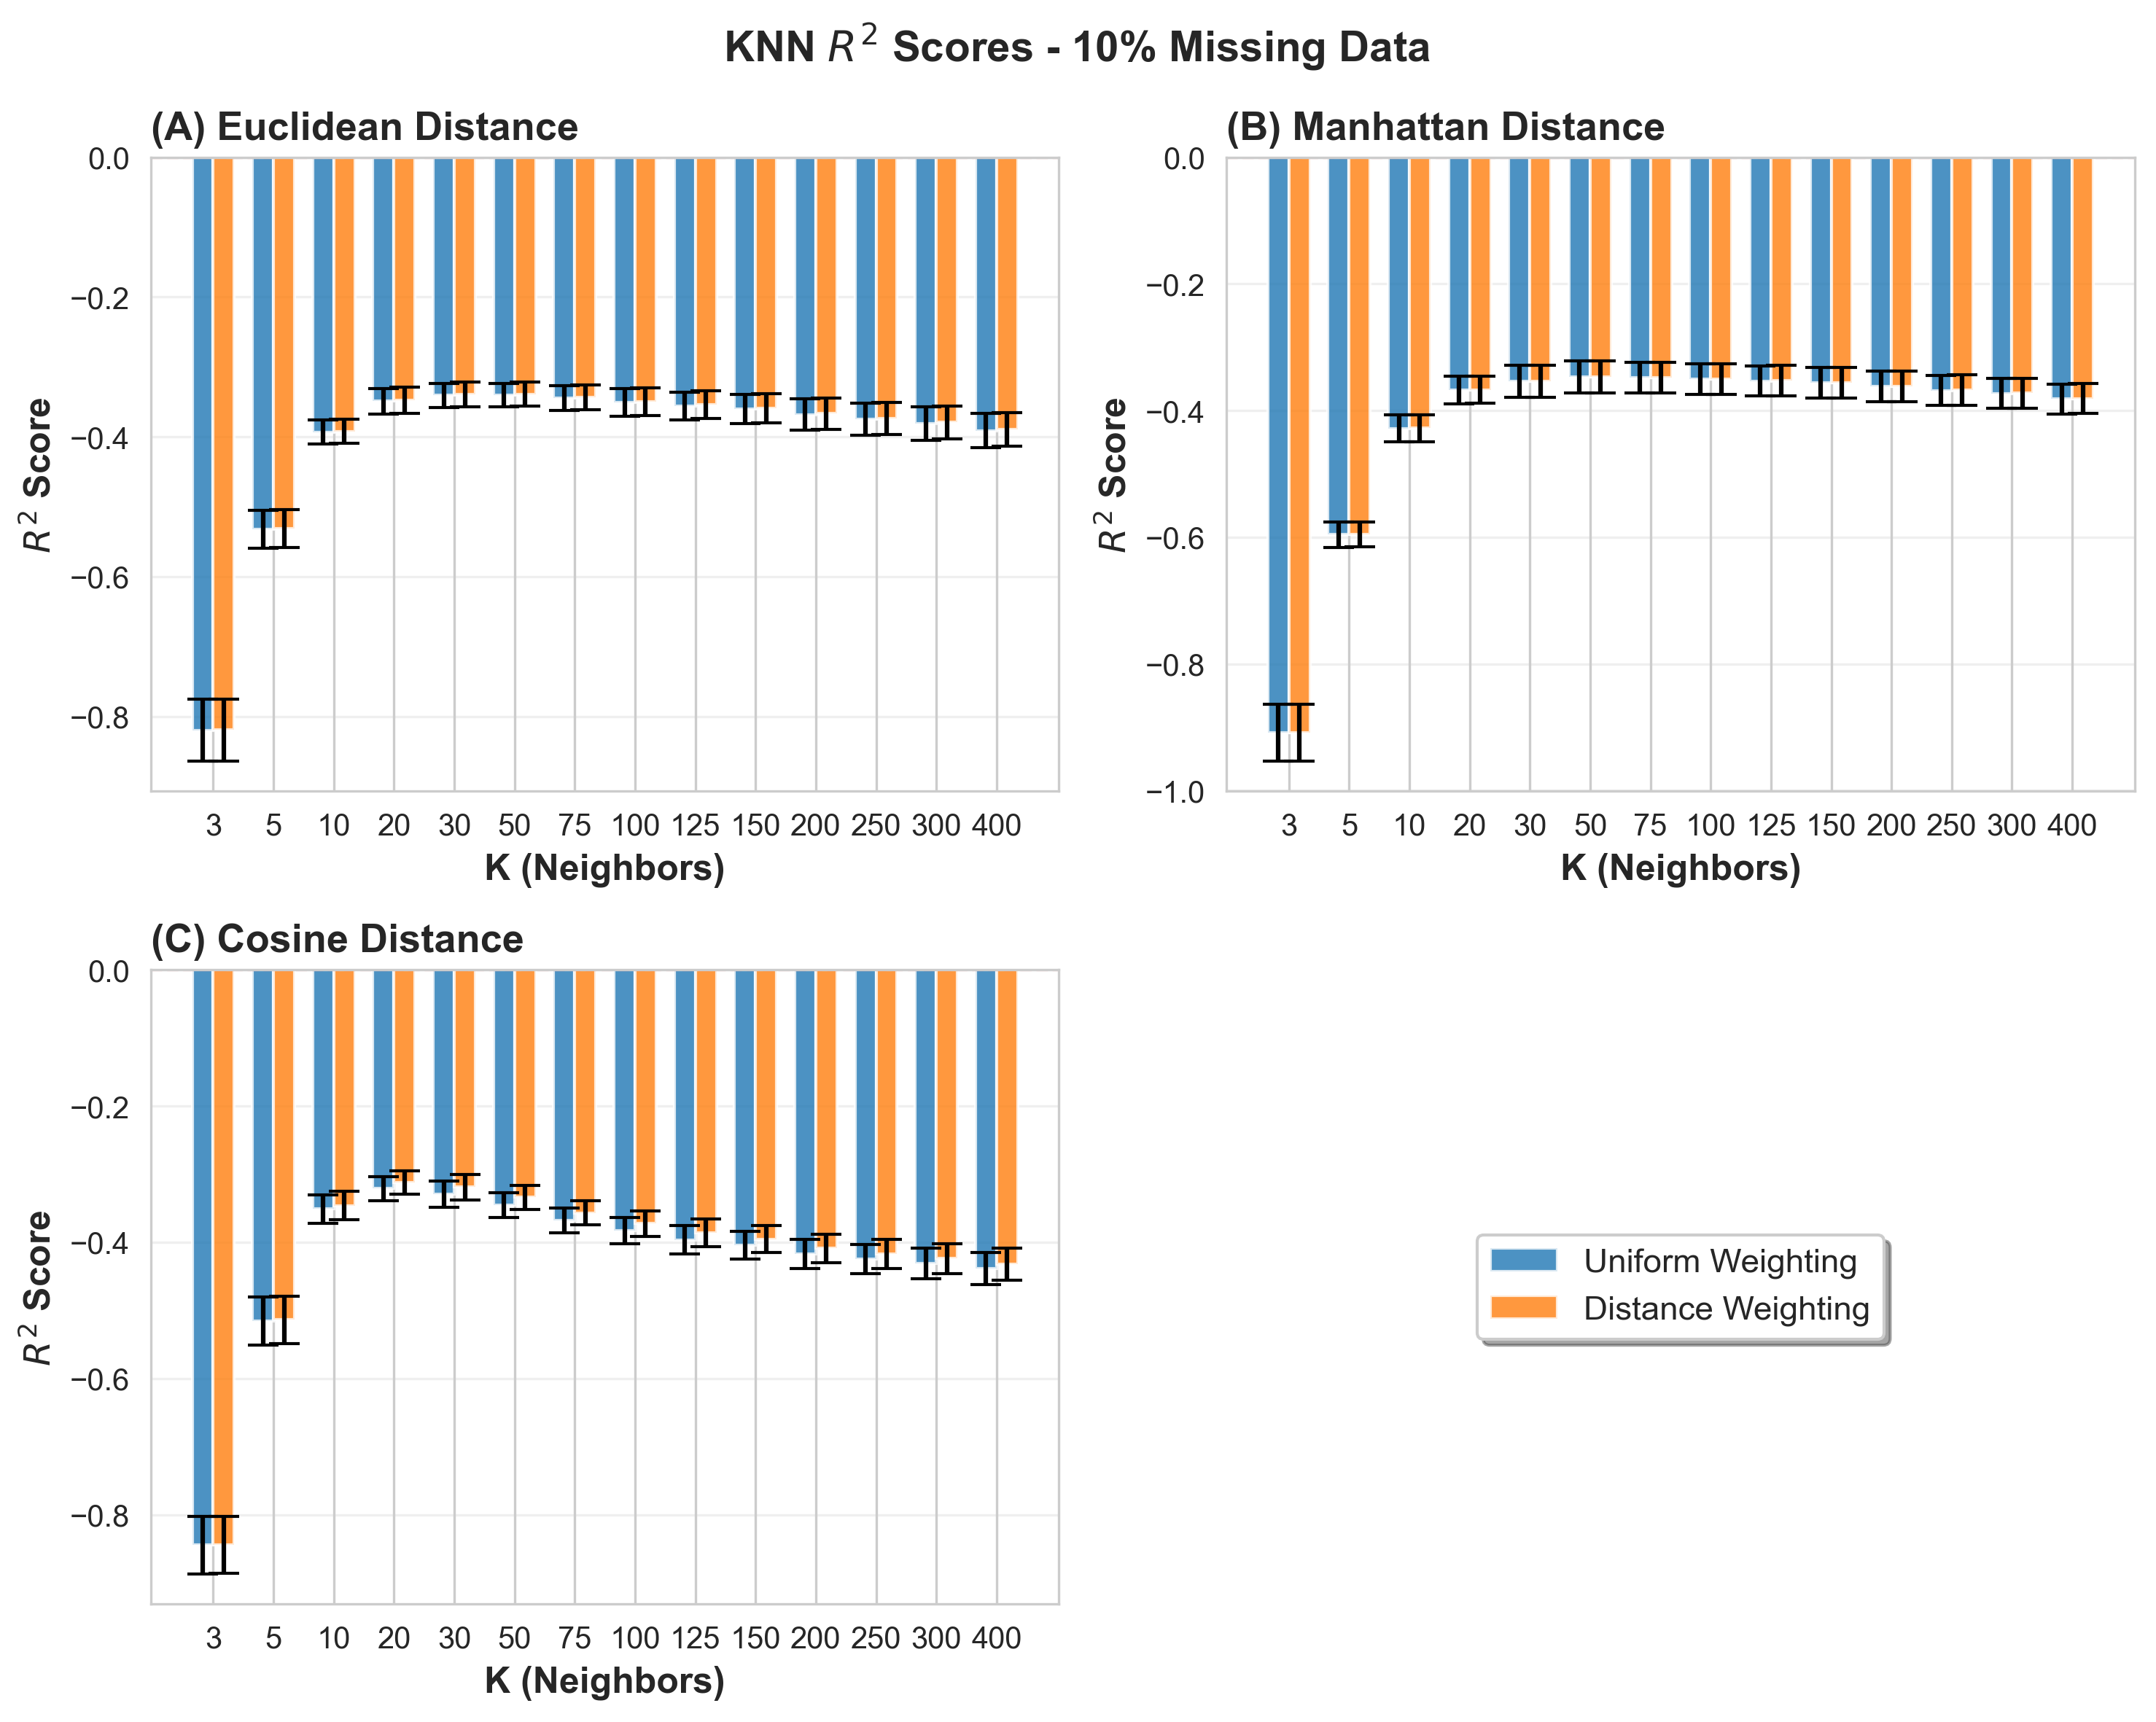 KNN R² Scores - 10% Missing Data
(A) Euclidean Distance
0.0
−0.2
−0.4
−0.6
−0.8
R² Score
3 5 10 20 30 50 75 100 125 150 200 250 300 400
K (Neighbors)
(B) Manhattan Distance
0.0
−0.2
−0.4
−0.6
−0.8
−1.0
R² Score
3 5 10 20 30 50 75 100 125 150 200 250 300 400
K (Neighbors)
(C) Cosine Distance
0.0
−0.2
−0.4
−0.6
−0.8
R² Score
3 5 10 20 30 50 75 100 125 150 200 250 300 400
K (Neighbors)
Uniform Weighting
Distance Weighting